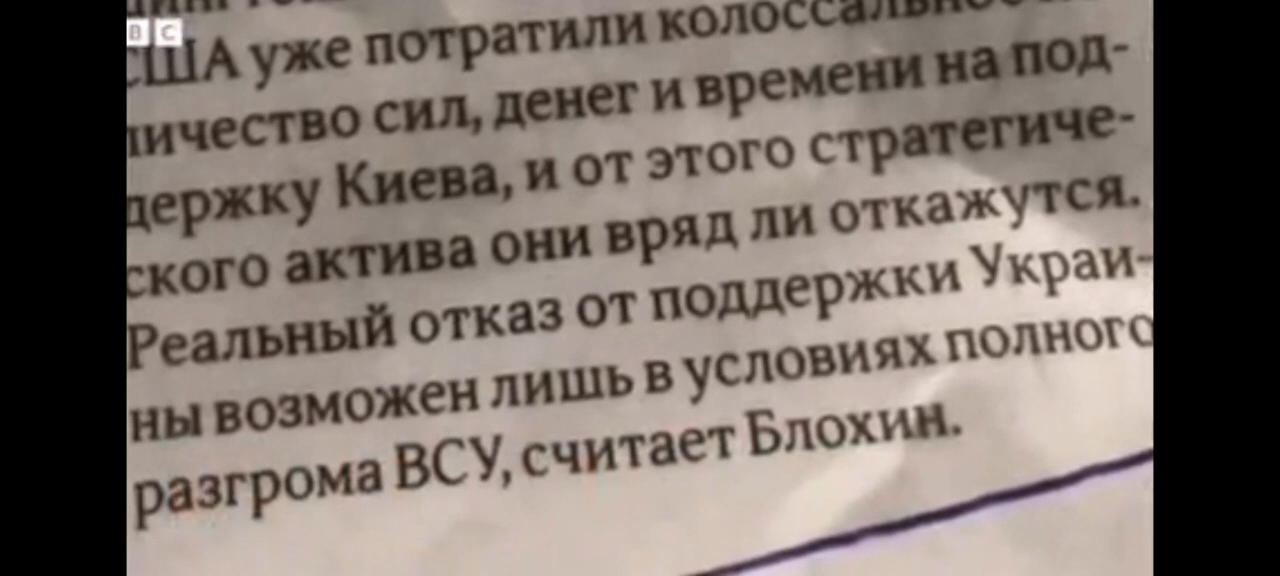 B C
США уже потратили колоссальное
личество сил, денег и времени на под-
держку Киева, и от этого стратегиче-
ского актива они вряд ли откажутся.
Реальный отказ от поддержки Украи-
ны возможен лишь в условиях полного
разгрома ВСУ, считает Блохин.